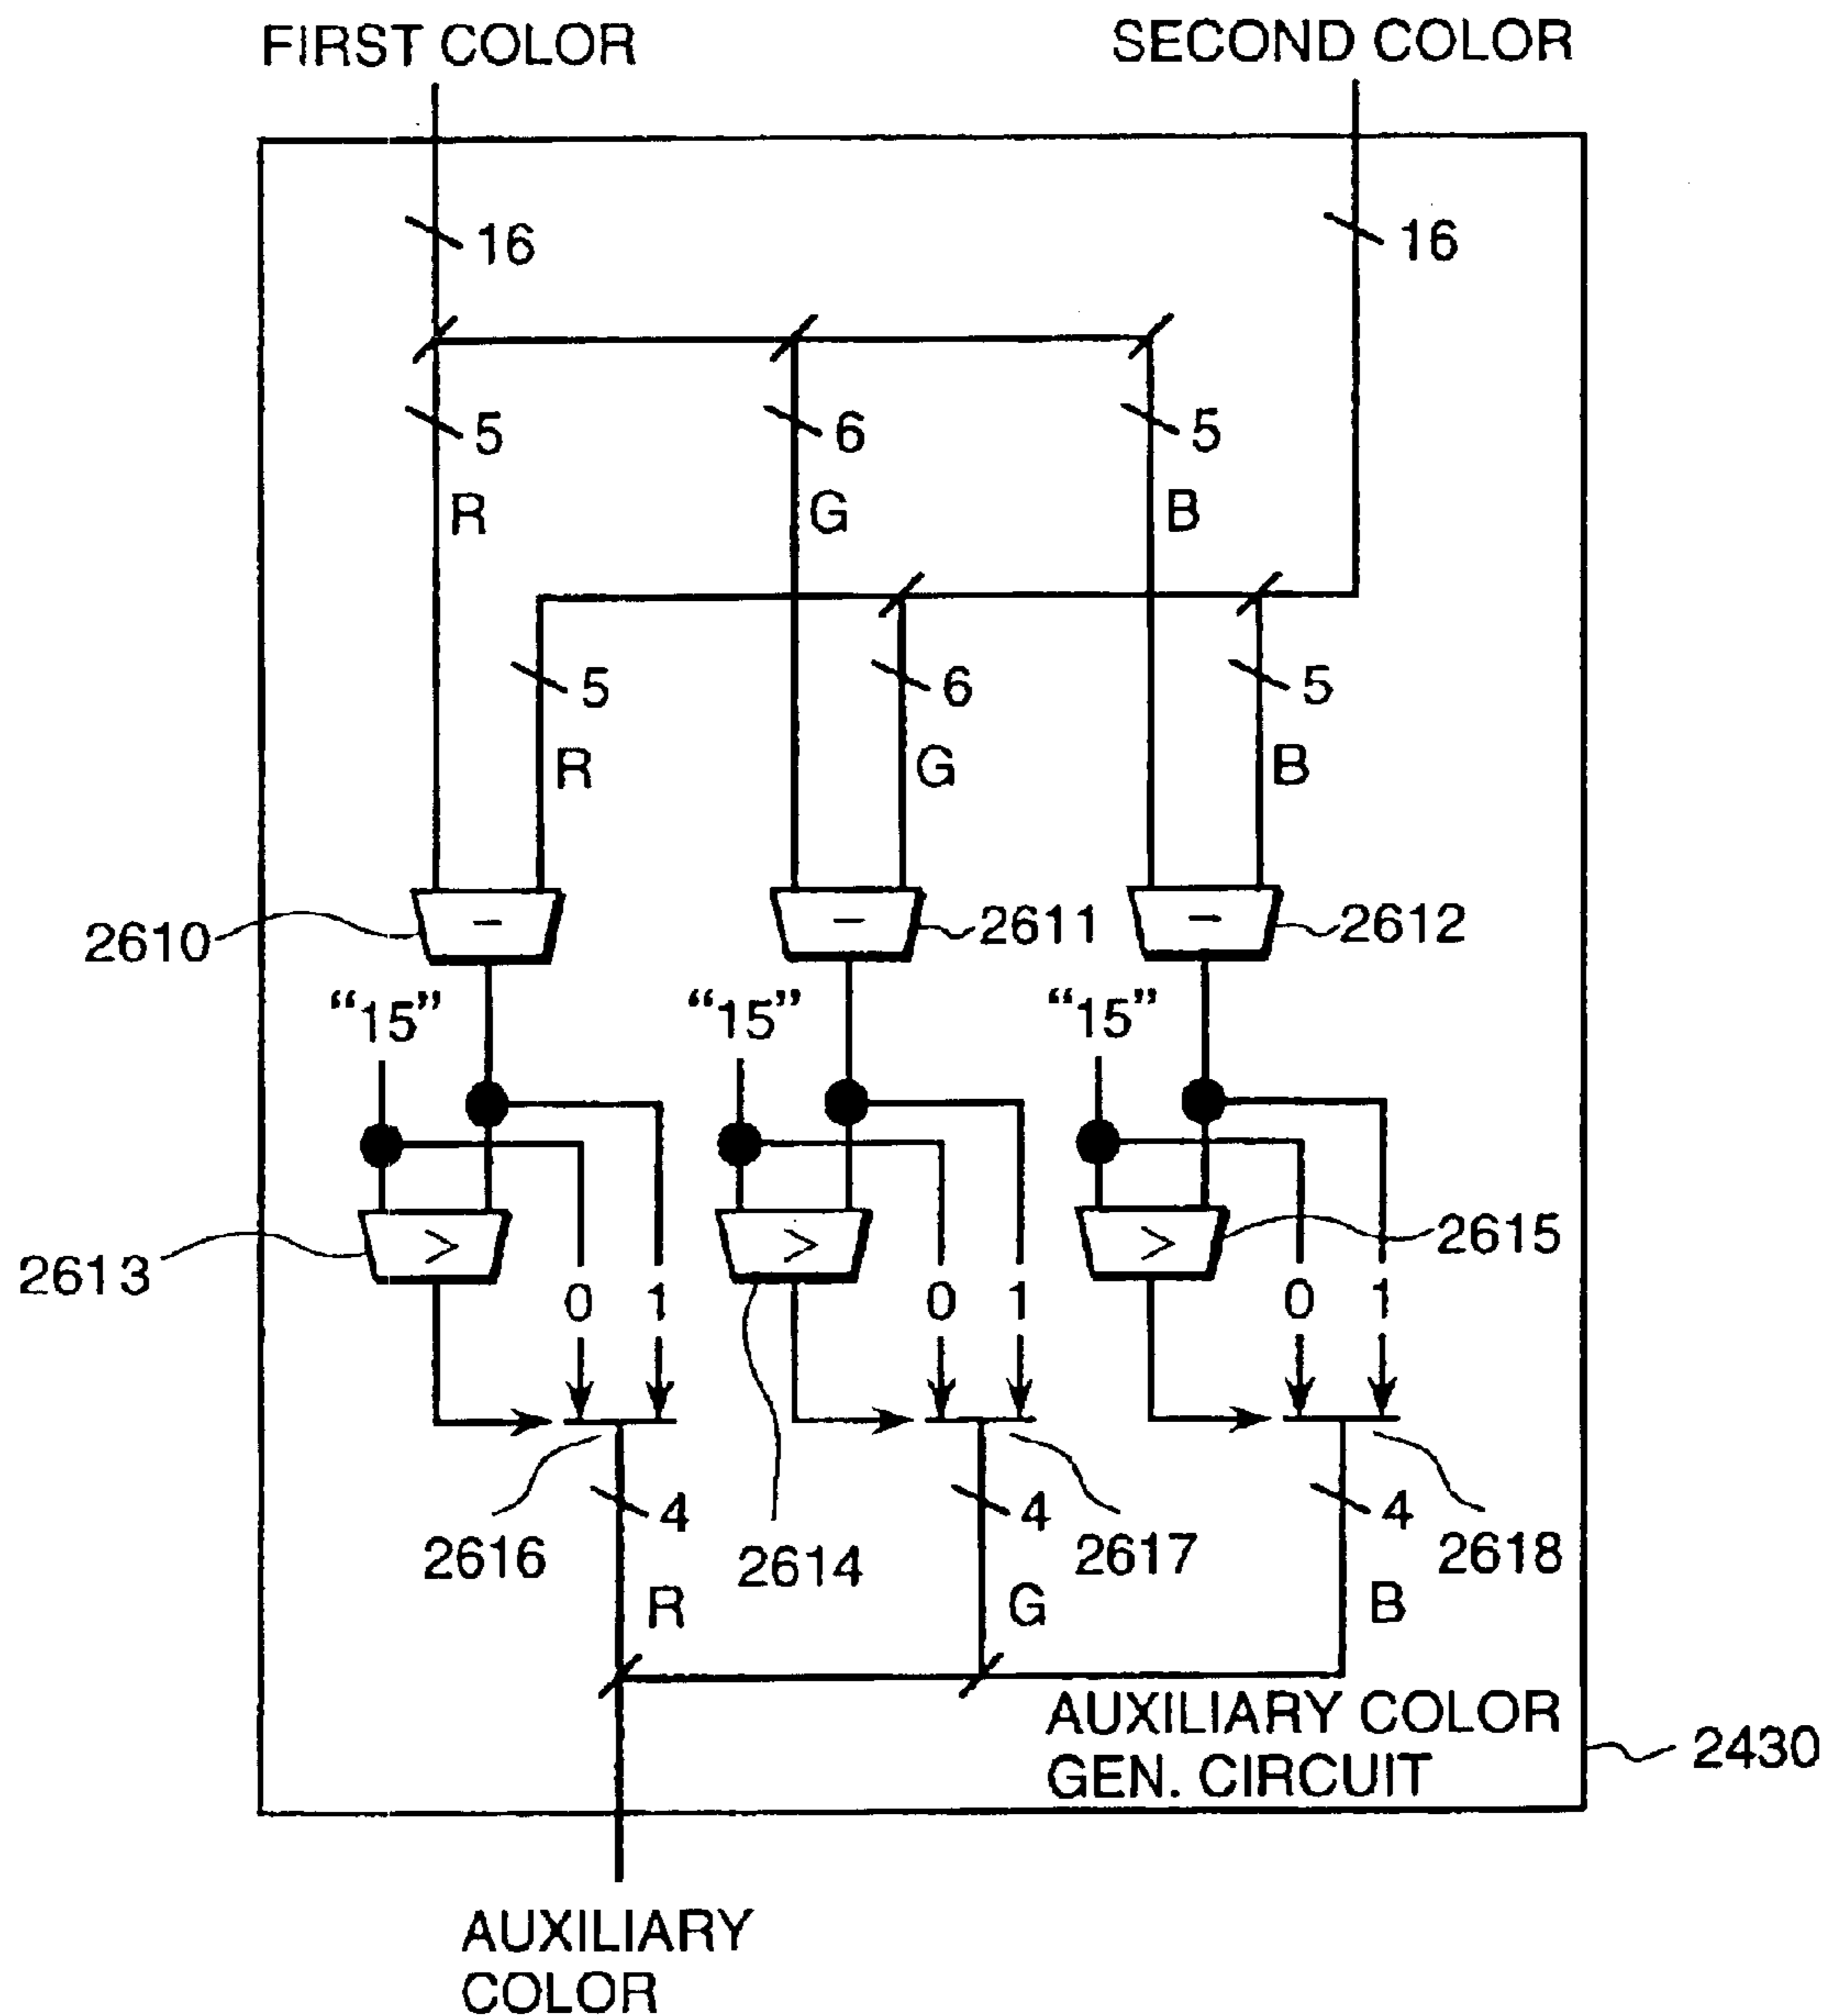 FIRST COLOR
SECOND COLOR
16
16
5
6
5
R
G
B
5
6
5
R
G
B
–
–
–
2610
2611
2612
“15”
“15”
“15”
>
>
>
2613
2615
0
1
0
1
0
1
4
4
4
2616
2614
2617
2618
R
G
B
AUXILIARY COLOR
GEN. CIRCUIT
2430
AUXILIARY
COLOR